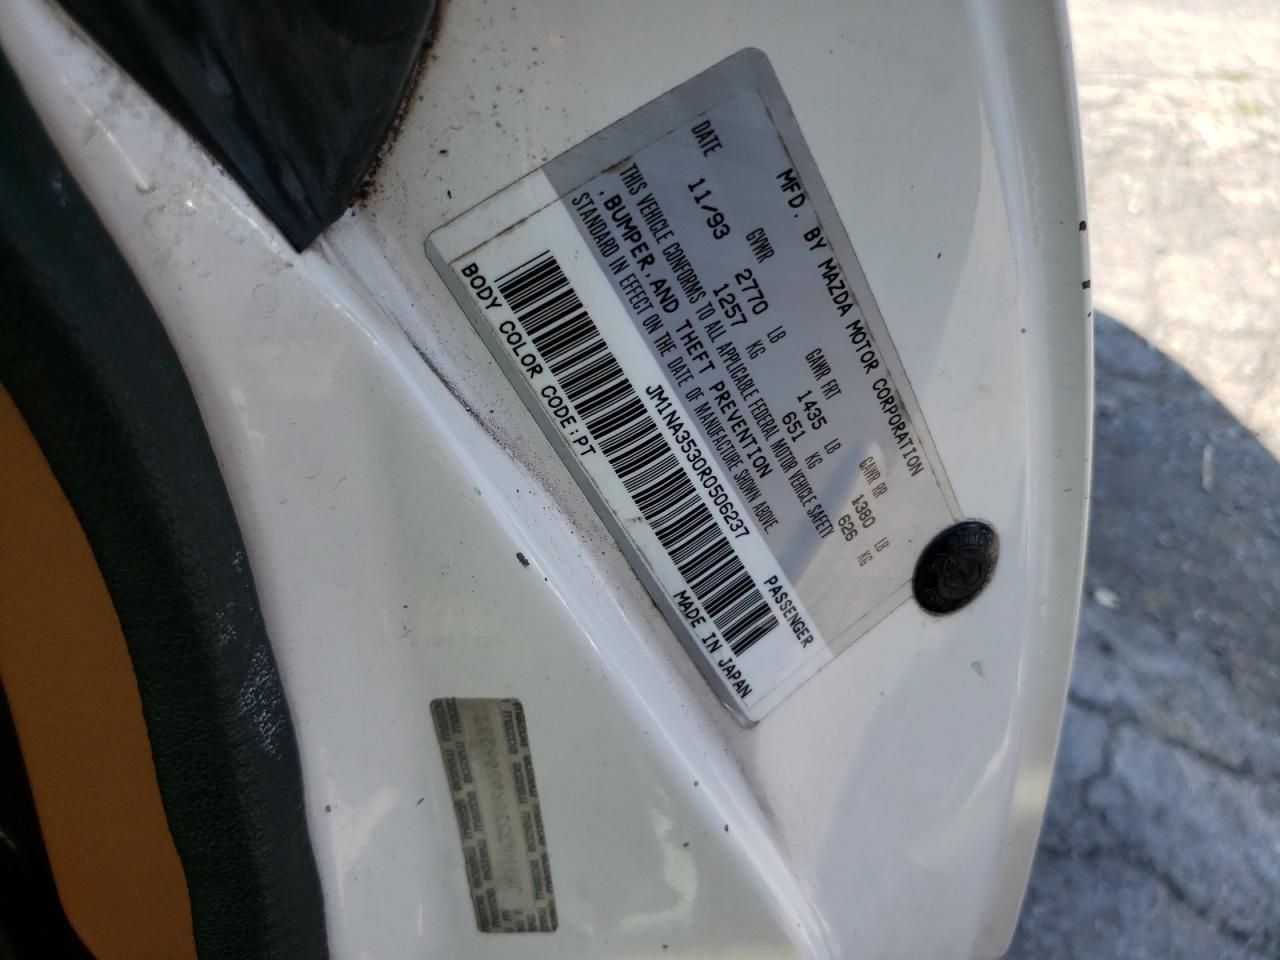 MFD. BY MAZDA MOTOR CORPORATION
DATE GVWR GAWR FRT GAWR RR
11/93 2770 LB 1435 LB 1380 LB
1257 KG 651 KG 626 KG
THIS VEHICLE CONFORMS TO ALL APPLICABLE FEDERAL MOTOR VEHICLE SAFETY
, BUMPER, AND THEFT PREVENTION
STANDARD IN EFFECT ON THE DATE OF MANUFACTURE SHOWN ABOVE.
JM1NA3530R0506237 PASSENGER
BODY COLOR CODE;PT MADE IN JAPAN